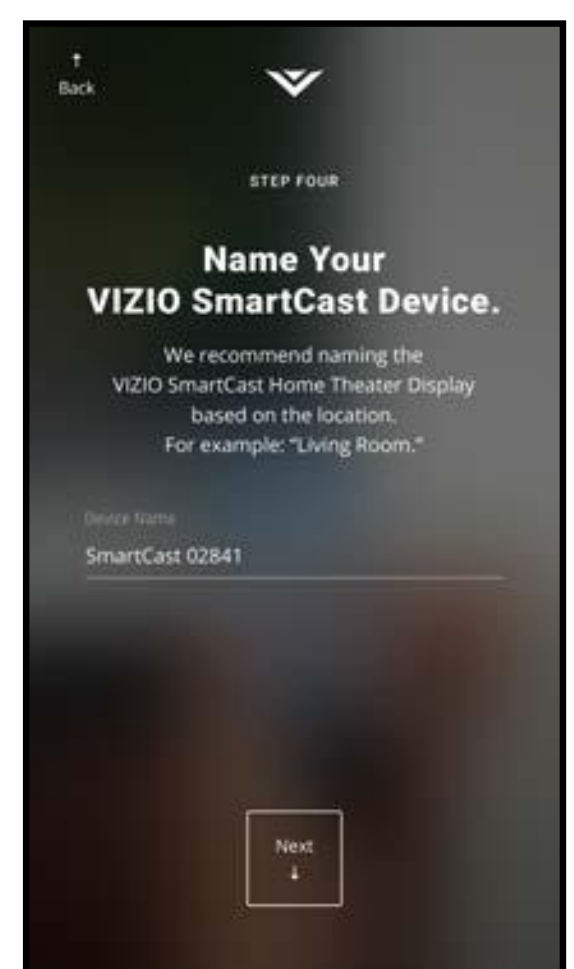 ↑
Back
STEP FOUR
Name Your
VIZIO SmartCast Device.
We recommend naming the
VIZIO SmartCast Home Theater Display
based on the location.
For example: “Living Room.”
Device Name
SmartCast 02841
Next
↓